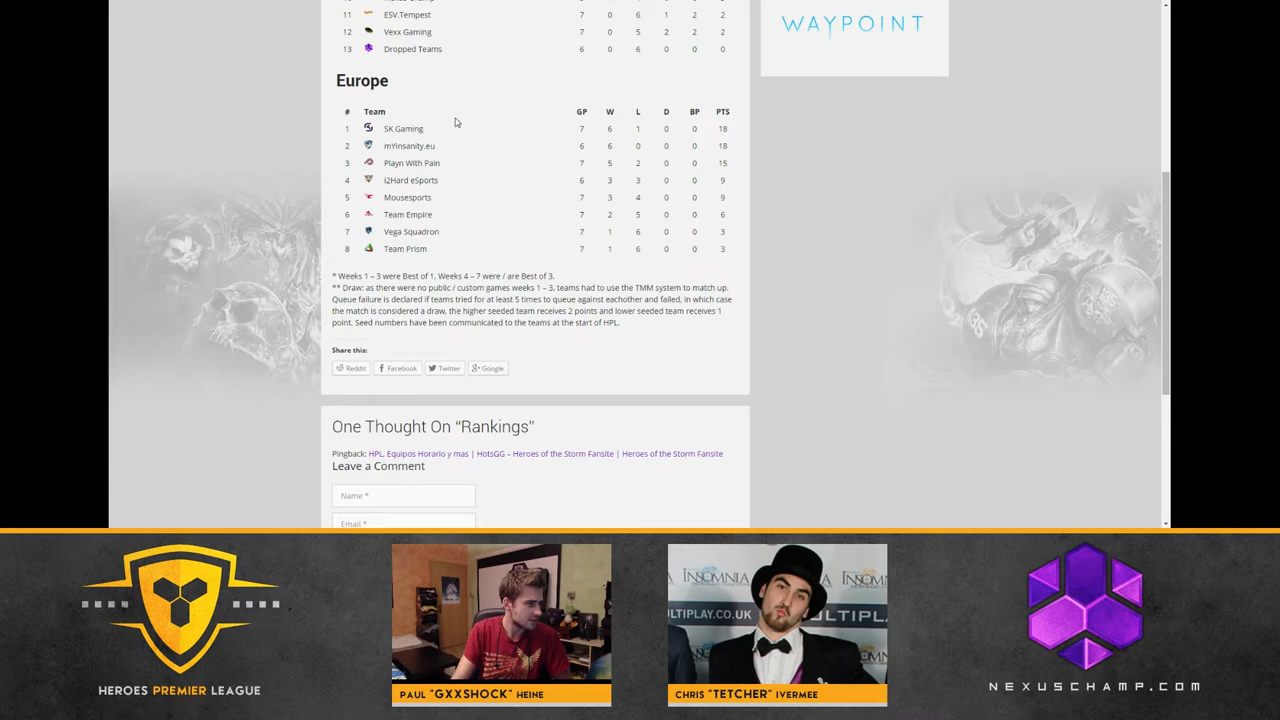 11 ESV.Tempest 7 0 6 1 2 2
12 Vexx Gaming 7 0 5 2 2 2
13 Dropped Teams 6 0 6 0 0 0
WAYPOINT
Europe
# Team GP W L D BP PTS
1 SK Gaming 7 6 1 0 0 18
2 mYinsanity.eu 6 6 0 0 0 18
3 Playn With Pain 7 5 2 0 0 15
4 i2Hard eSports 6 3 3 0 0 9
5 Mousesports 7 3 4 0 0 9
6 Team Empire 7 2 5 0 0 6
7 Vega Squadron 7 1 6 0 0 3
8 Team Prism 7 1 6 0 0 3
* Weeks 1 – 3 were Best of 1, Weeks 4 – 7 were / are Best of 3.
** Draw: as there were no public / custom games weeks 1 – 3, teams had to use the TMM system to match up.
Queue failure is declared if teams tried for at least 5 times to queue against eachother and failed, in which case
the match is considered a draw, the higher seeded team receives 2 points and lower seeded team receives 1
point. Seed numbers have been communicated to the teams at the start of HPL.
Share this:
Reddit Facebook Twitter Google
One Thought On “Rankings”
Pingback: HPL, Equipos Horario y mas | HotsGG – Heroes of the Storm Fansite | Heroes of the Storm Fansite
Leave a Comment
Name *
Email *
HEROES PREMIER LEAGUE
PAUL "GXXSHOCK" HEINE
INSOMNIA
MULTIPLAY.CO.UK
MULTIPLAY
CHRIS "TETCHER" IVERMEE
NEXUSCHAMP.COM